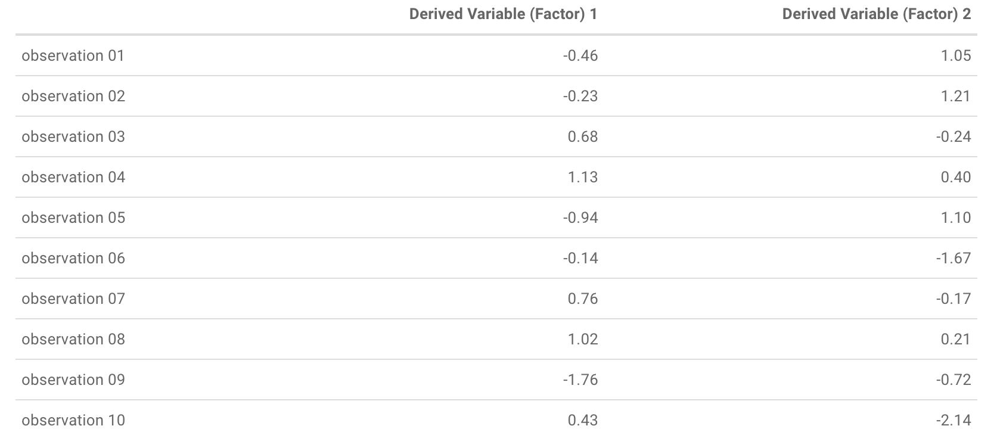 Derived Variable (Factor) 1 Derived Variable (Factor) 2
observation 01 -0.46 1.05
observation 02 -0.23 1.21
observation 03 0.68 -0.24
observation 04 1.13 0.40
observation 05 -0.94 1.10
observation 06 -0.14 -1.67
observation 07 0.76 -0.17
observation 08 1.02 0.21
observation 09 -1.76 -0.72
observation 10 0.43 -2.14